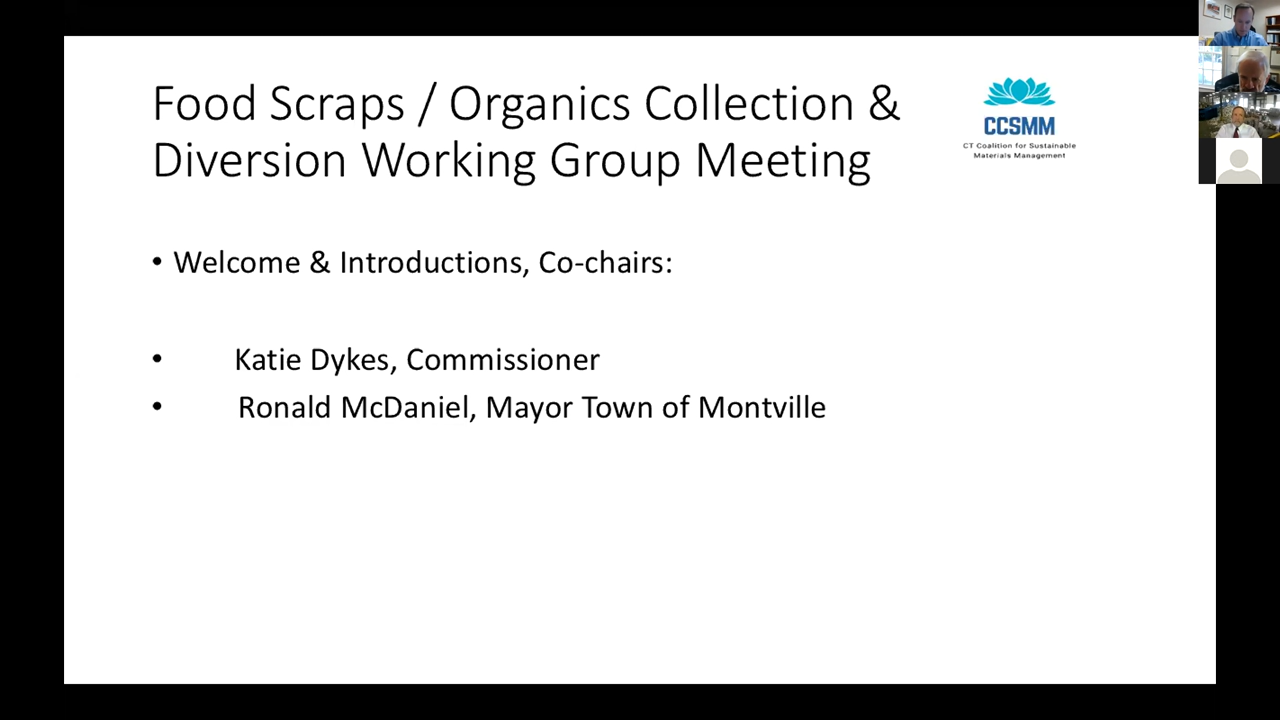 Food Scraps / Organics Collection &
Diversion Working Group Meeting
CCSMM
CT Coalition for Sustainable
Materials Management
• Welcome & Introductions, Co-chairs:
• Katie Dykes, Commissioner
• Ronald McDaniel, Mayor Town of Montville